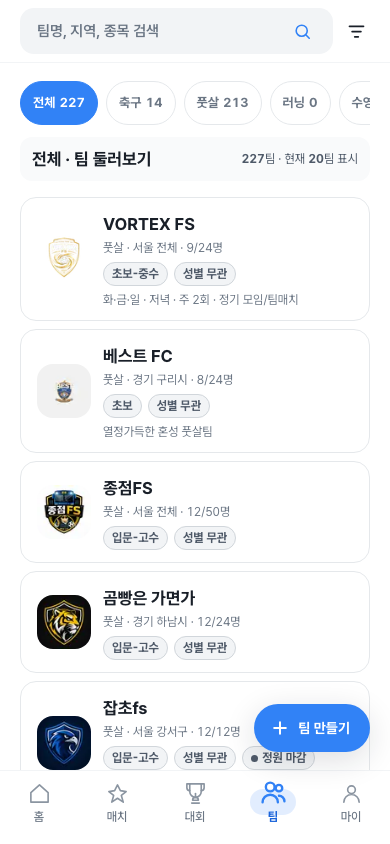 팀명, 지역, 종목 검색
전체 227 축구 14 풋살 213 러닝 0 수영
전체 · 팀 둘러보기 227팀 · 현재 20팀 표시
VORTEX FS
풋살 · 서울 전체 · 9/24명
초보-중수 성별 무관
화·금·일 · 저녁 · 주 2회 · 정기 모임/팀매치
베스트 FC
풋살 · 경기 구리시 · 8/24명
초보 성별 무관
열정가득한 혼성 풋살팀
종점FS
종점FS
풋살 · 서울 전체 · 12/50명
입문-고수 성별 무관
곰빵은 가면가
풋살 · 경기 하남시 · 12/24명
입문-고수 성별 무관
잡초fs
풋살 · 서울 강서구 · 12/12명
입문-고수 성별 무관 정원 마감
팀 만들기
홈 매치 대회 팀 마이